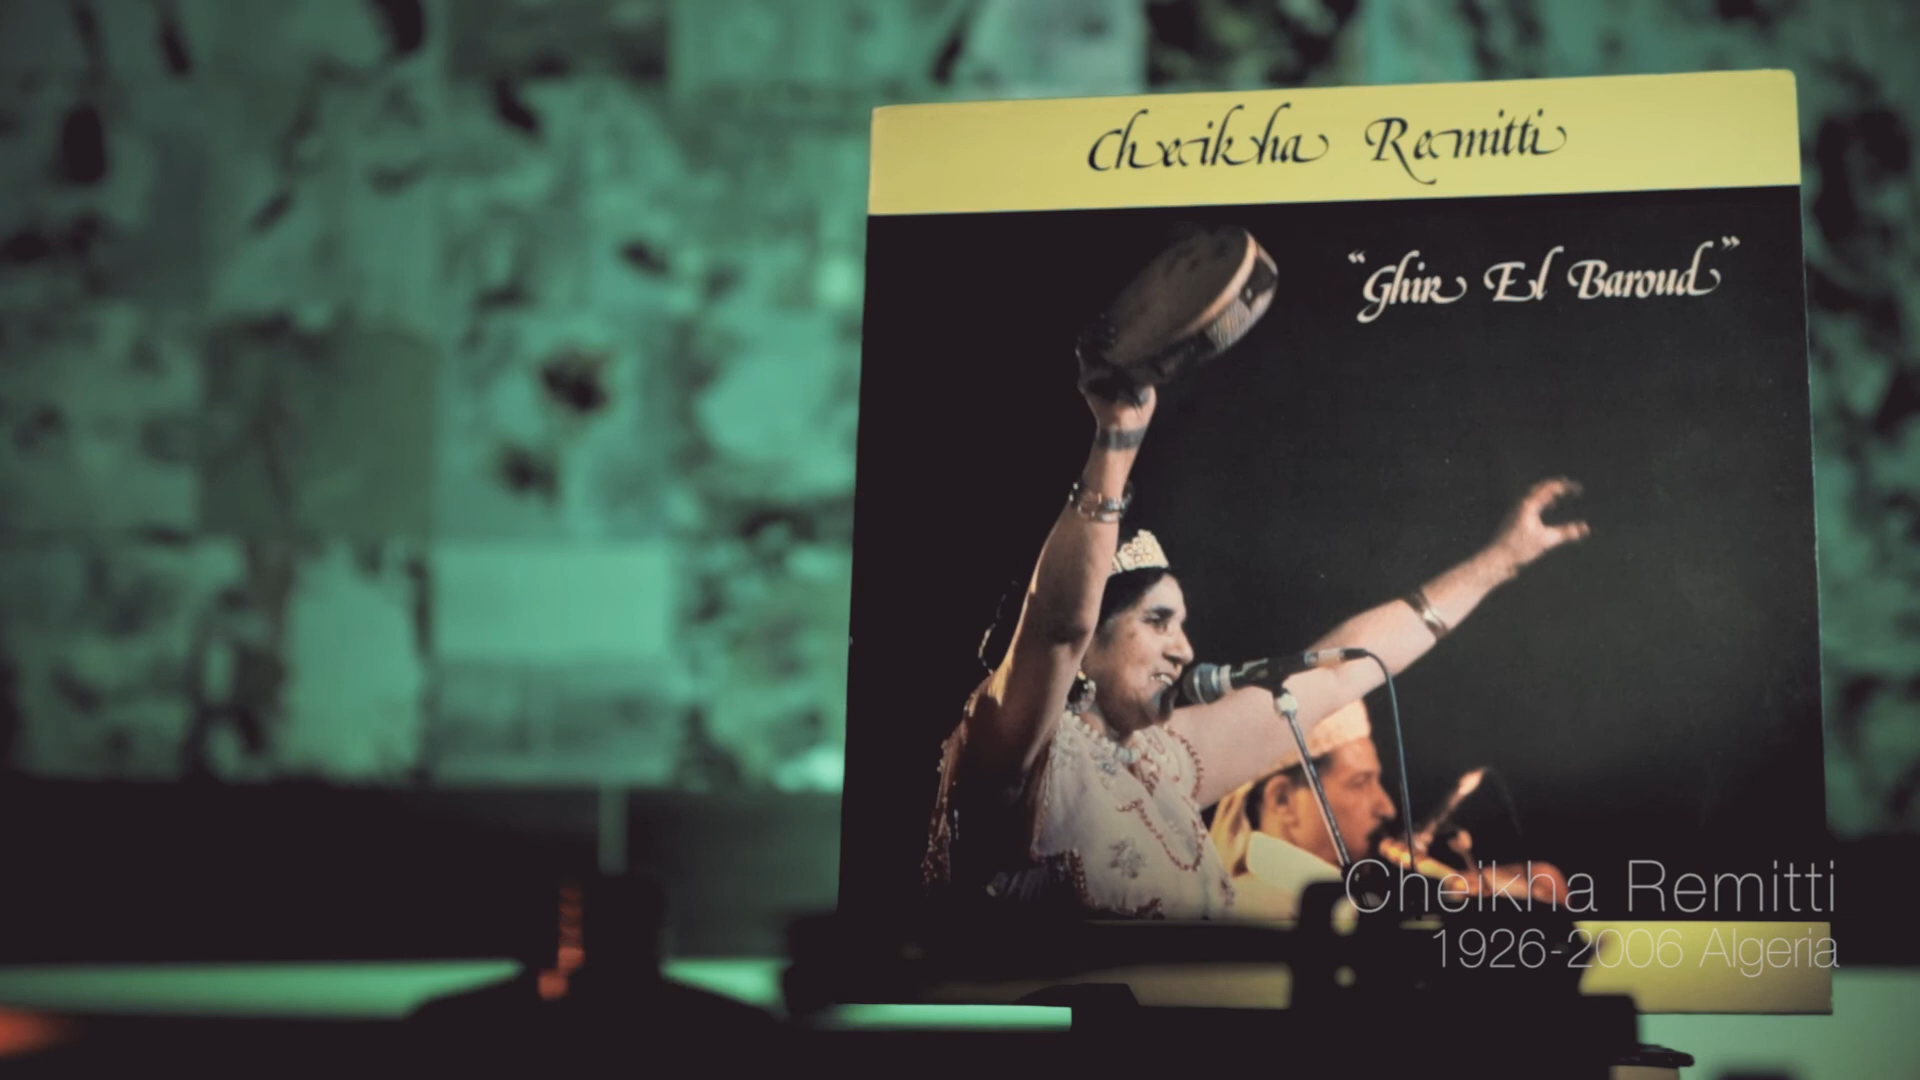 Cheikha Remitti
"Ghir El Baroud"
Cheikha Remitti
1926-2006 Algeria